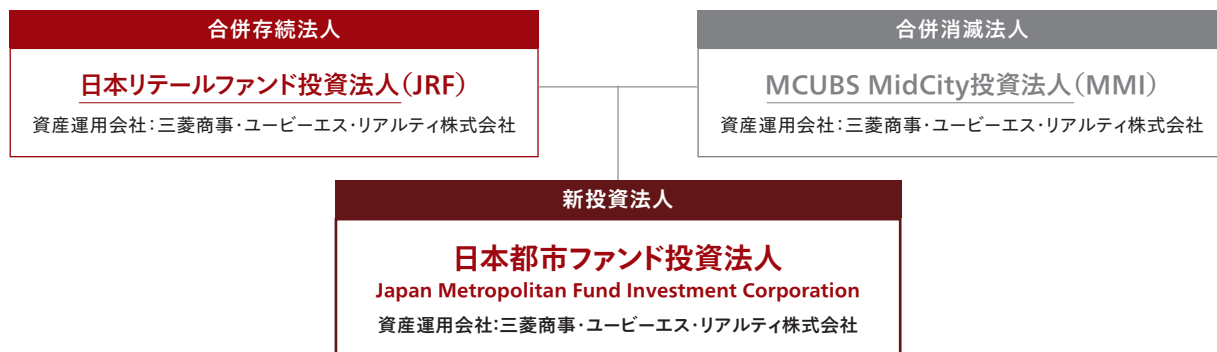 合併存続法人
日本リテールファンド投資法人(JRF)
資産運用会社:三菱商事・ユービーエス・リアルティ株式会社
合併消滅法人
MCUBS MidCity投資法人(MMI)
資産運用会社:三菱商事・ユービーエス・リアルティ株式会社
新投資法人
日本都市ファンド投資法人
Japan Metropolitan Fund Investment Corporation
資産運用会社:三菱商事・ユービーエス・リアルティ株式会社